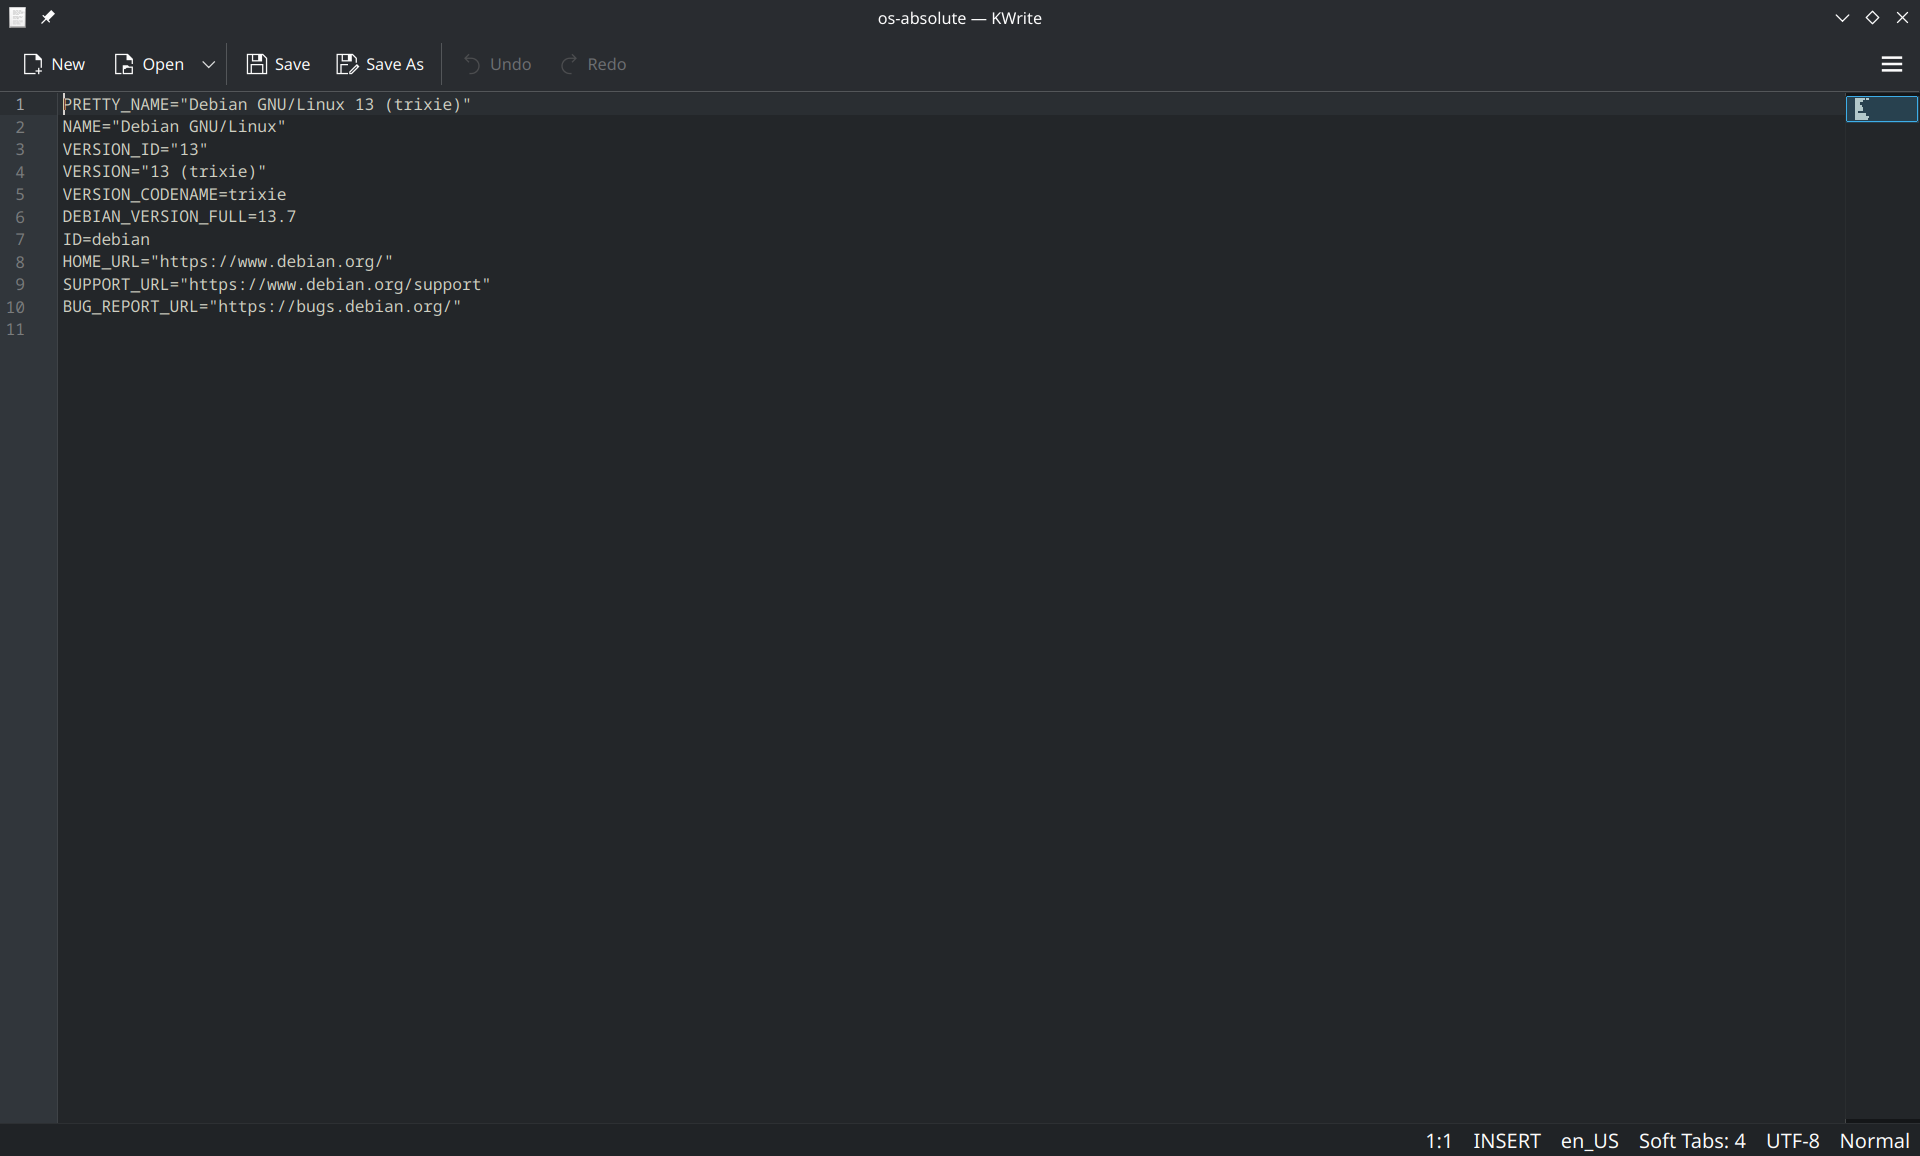 os-absolute — KWrite
New Open Save Save As Undo Redo
1 PRETTY_NAME="Debian GNU/Linux 13 (trixie)"
2 NAME="Debian GNU/Linux"
3 VERSION_ID="13"
4 VERSION="13 (trixie)"
5 VERSION_CODENAME=trixie
6 DEBIAN_VERSION_FULL=13.7
7 ID=debian
8 HOME_URL="https://www.debian.org/"
9 SUPPORT_URL="https://www.debian.org/support"
10 BUG_REPORT_URL="https://bugs.debian.org/"
11
1:1 INSERT en_US Soft Tabs: 4 UTF-8 Normal